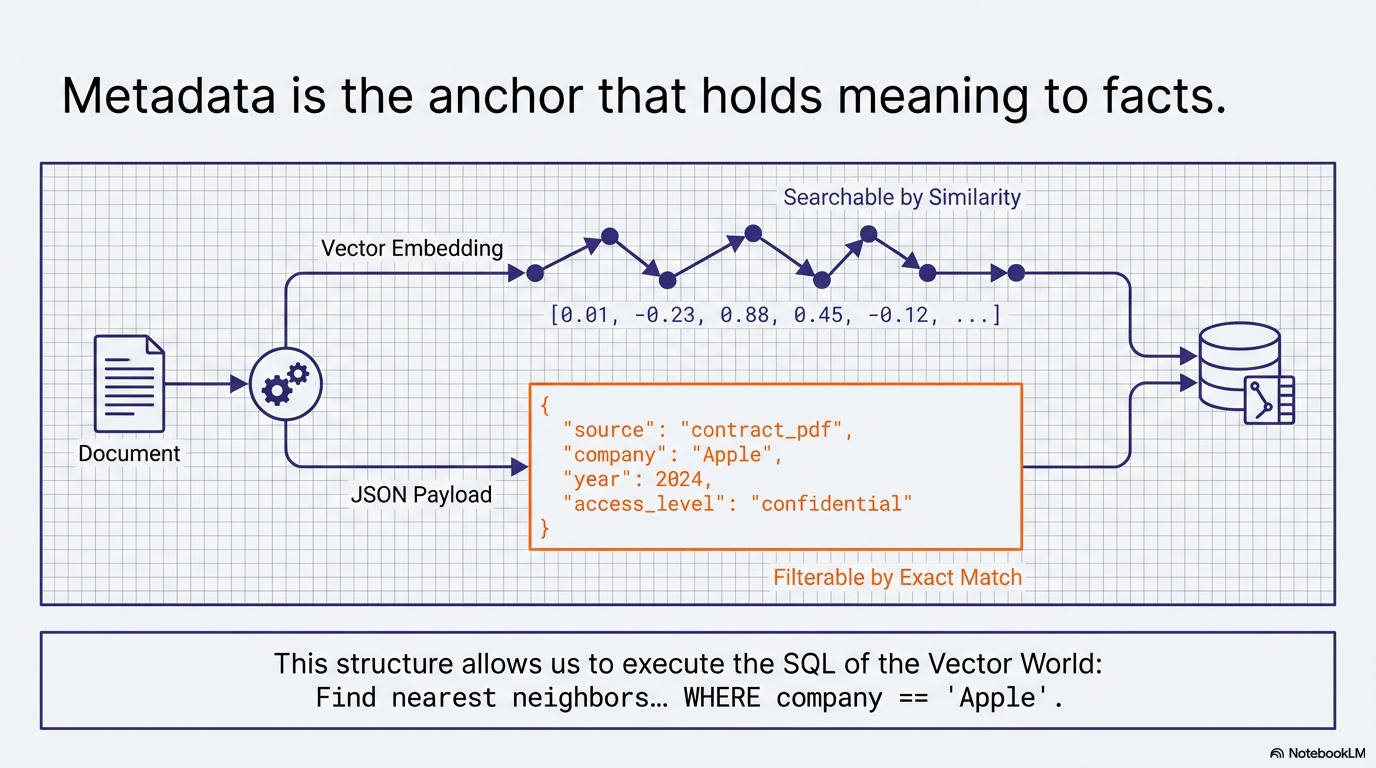 Metadata is the anchor that holds meaning to facts.
Searchable by Similarity
Vector Embedding
[0.01, -0.23, 0.88, 0.45, -0.12, ...]
Document
{
"source": "contract_pdf",
"company": "Apple",
"year": 2024,
"access_level": "confidential"
}
JSON Payload
Filterable by Exact Match
This structure allows us to execute the SQL of the Vector World:
Find nearest neighbors... WHERE company == 'Apple'.
NotebookLM